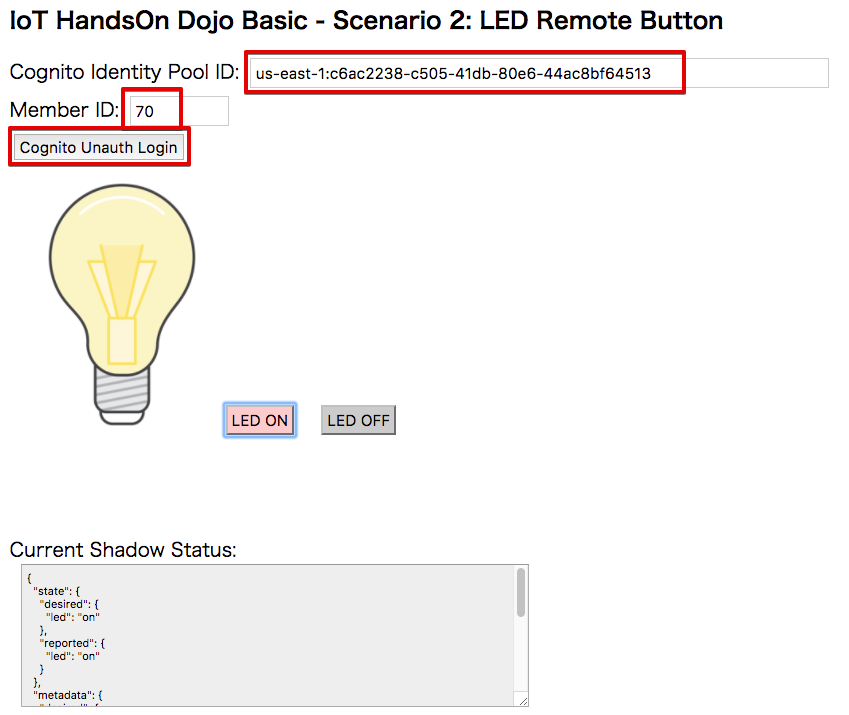 IoT HandsOn Dojo Basic - Scenario 2: LED Remote Button
Cognito Identity Pool ID: us-east-1:c6ac2238-c505-41db-80e6-44ac8bf64513
Member ID: 70
Cognito Unauth Login
LED ON LED OFF
Current Shadow Status:
{
"state": {
"desired": {
"led": "on"
},
"reported": {
"led": "on"
}
},
"metadata": {